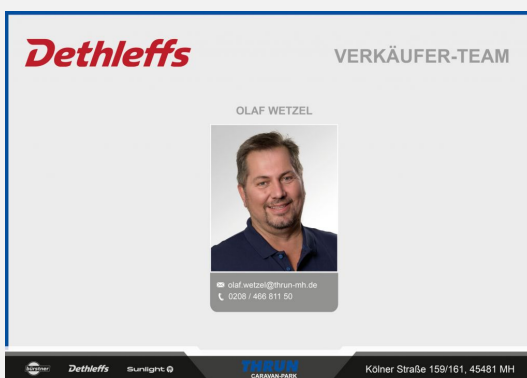 Dethleffs
VERKÄUFER-TEAM
OLAF WETZEL
olaf.wetzel@thrun-mh.de
0208 / 466 811 50
bürstner
Dethleffs
Sunlight
THRUN
CARAVAN-PARK
Kölner Straße 159/161, 45481 MH